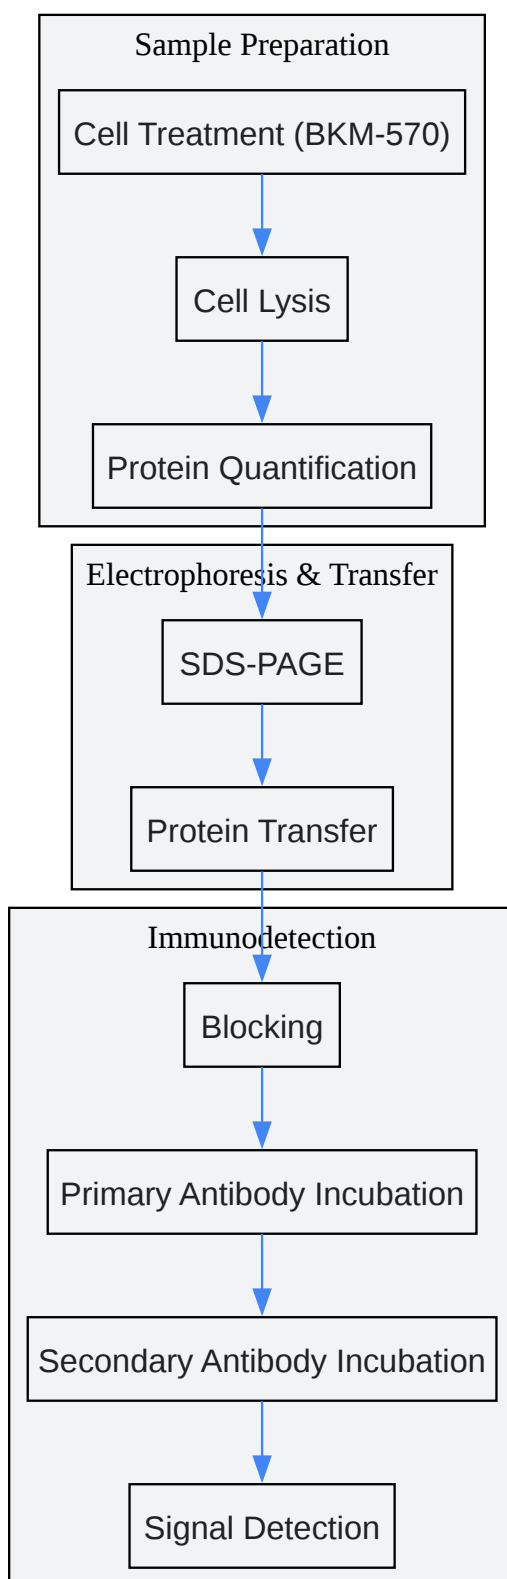 Sample Preparation
Cell Treatment (BKM-570)
Cell Lysis
Protein Quantification
Electrophoresis & Transfer
SDS-PAGE
Protein Transfer
Immunodetection
Blocking
Primary Antibody Incubation
Secondary Antibody Incubation
Signal Detection